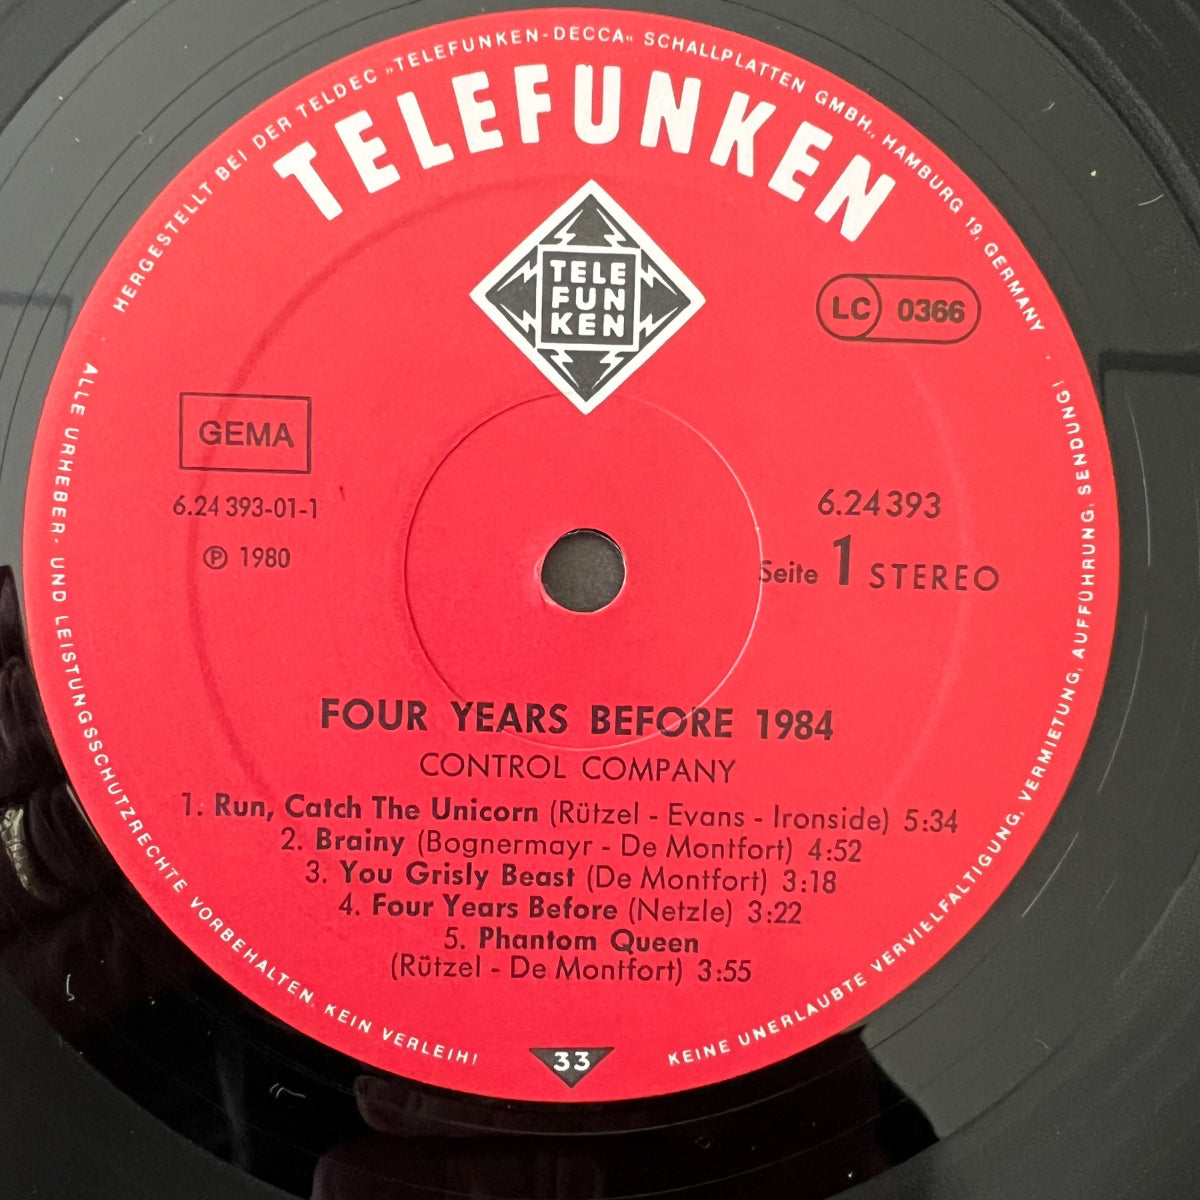 HERGESTELLT BEI DER TELDEC »TELEFUNKEN-DECCA« SCHALLPLATTEN GMBH., HAMBURG 19, GERMANY ·
TELEFUNKEN
TELE
FUN
KEN
LC 0366
GEMA
6.24 393-01-1
Ⓟ 1980
6.24393
Seite 1 STEREO
FOUR YEARS BEFORE 1984
CONTROL COMPANY
1. Run, Catch The Unicorn (Rützel - Evans - Ironside) 5:34
2. Brainy (Bognermayr - De Montfort) 4:52
3. You Grisly Beast (De Montfort) 3:18
4. Four Years Before (Netzle) 3:22
5. Phantom Queen
(Rützel - De Montfort) 3:55
33
ALLE URHEBER- UND LEISTUNGSSCHUTZRECHTE VORBEHALTEN. KEIN VERLEIH!
KEINE UNERLAUBTE VERVIELFALTIGUNG, VERMIETUNG, AUFFUHRUNG, SENDUNG!